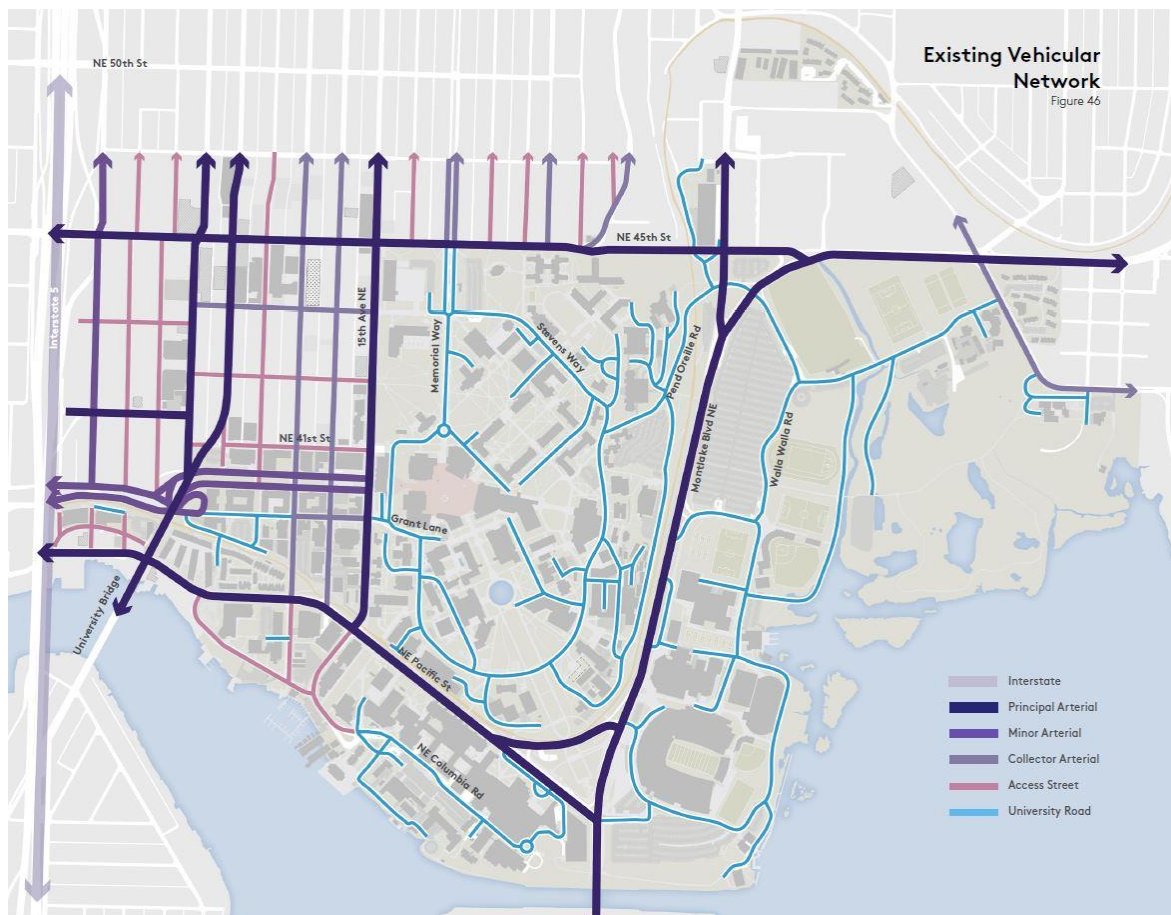 Existing Vehicular
Network
Figure 46
NE 50th St
NE 45th St
Interstate 5
15th Ave NE
Memorial Way
Stevens Way
Pend Oreille Rd
Montlake Blvd NE
Walla Walla Rd
NE 41st St
Grant Lane
University Bridge
NE Pacific St
NE Columbia Rd
Interstate
Principal Arterial
Minor Arterial
Collector Arterial
Access Street
University Road